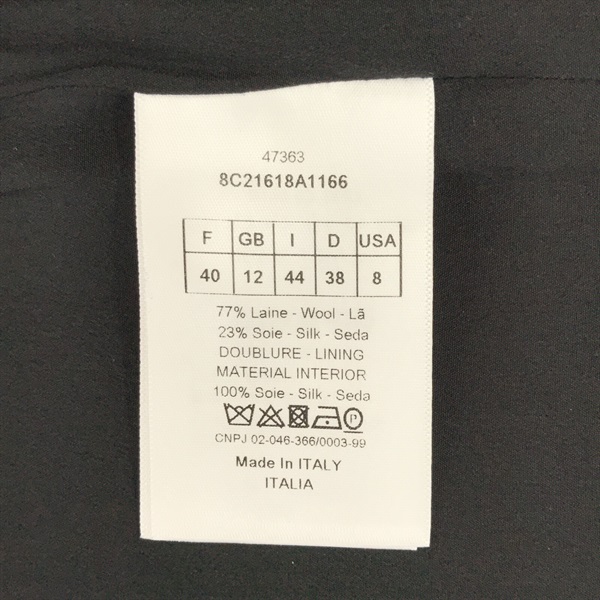 47363
8C21618A1166
F GB I D USA
40 12 44 38 8
77% Laine - Wool - Lã
23% Soie - Silk - Seda
DOUBLURE - LINING
MATERIAL INTERIOR
100% Soie - Silk - Seda
P
CNPJ 02-046-366/0003-99
Made In ITALY
ITALIA